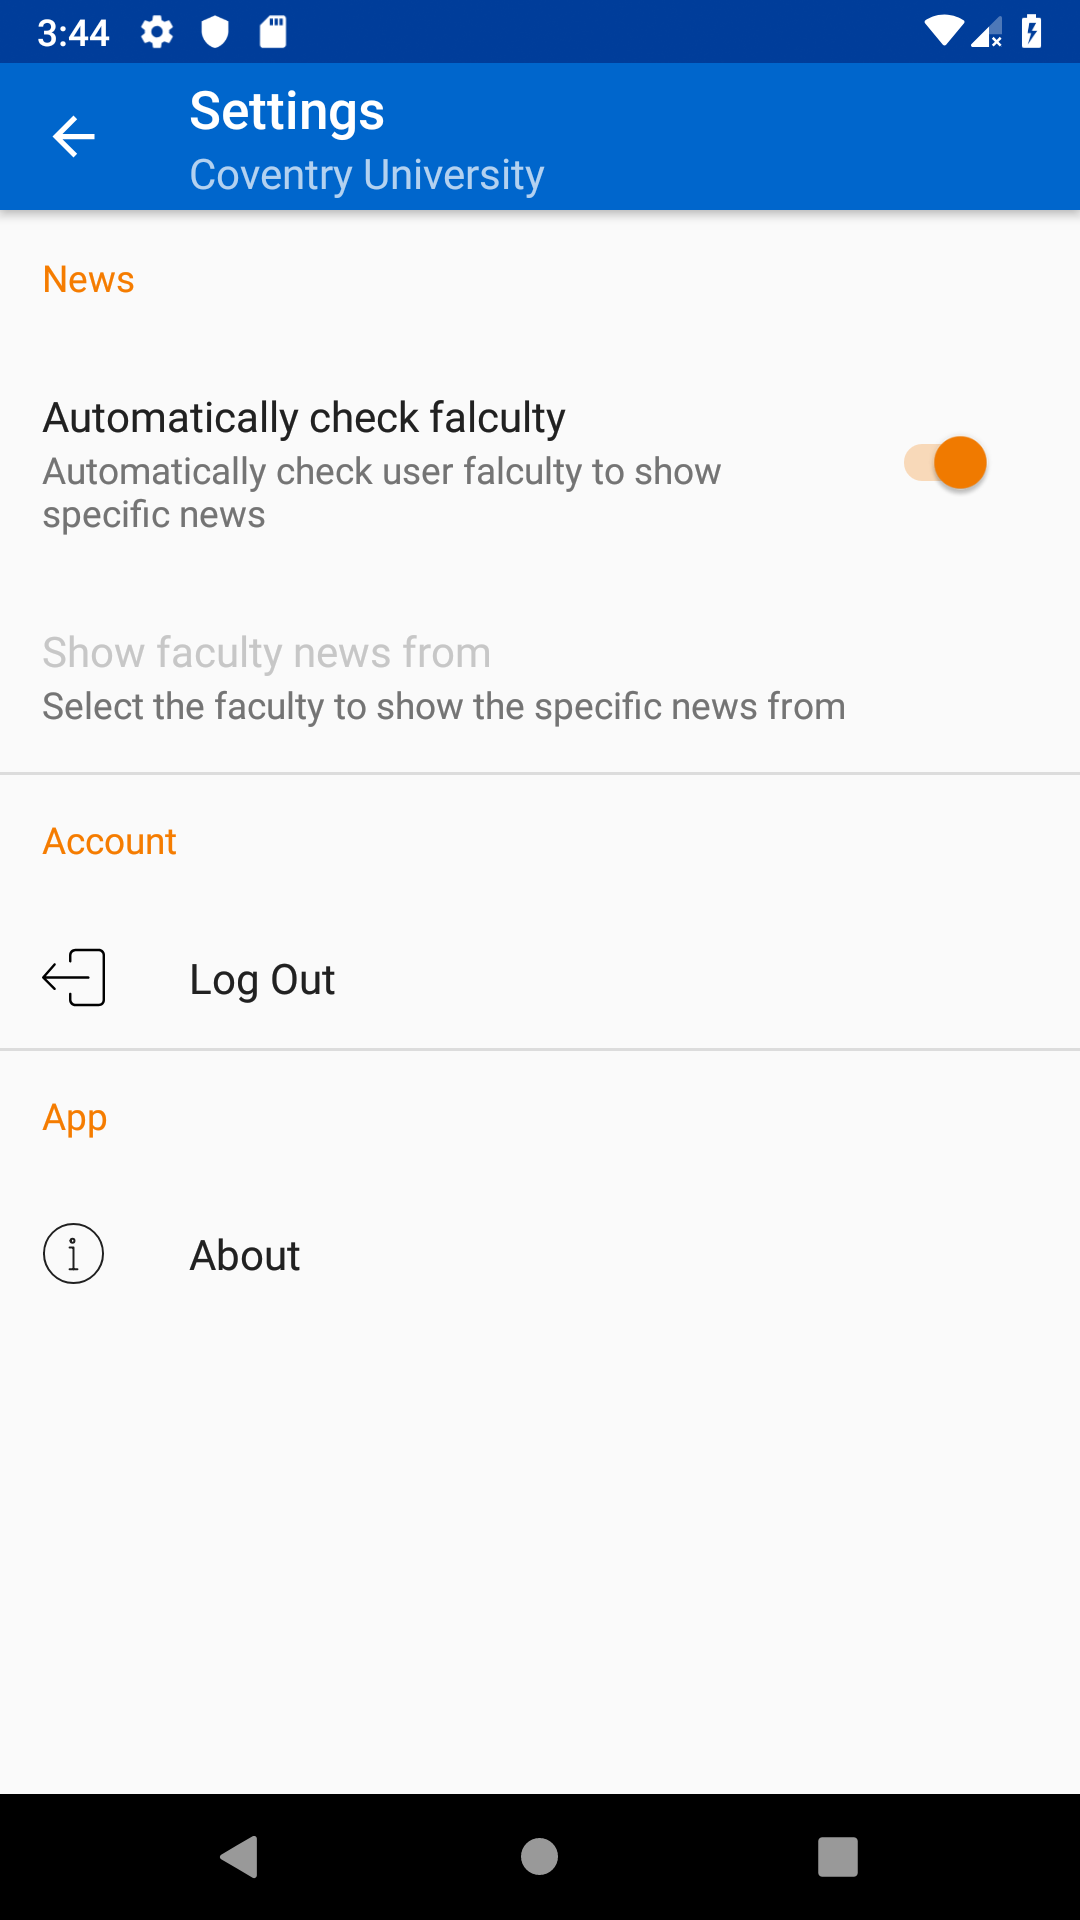 3:44
Settings
Coventry University
News
Automatically check falculty
Automatically check user falculty to show
specific news
Show faculty news from
Select the faculty to show the specific news from
Account
Log Out
App
About